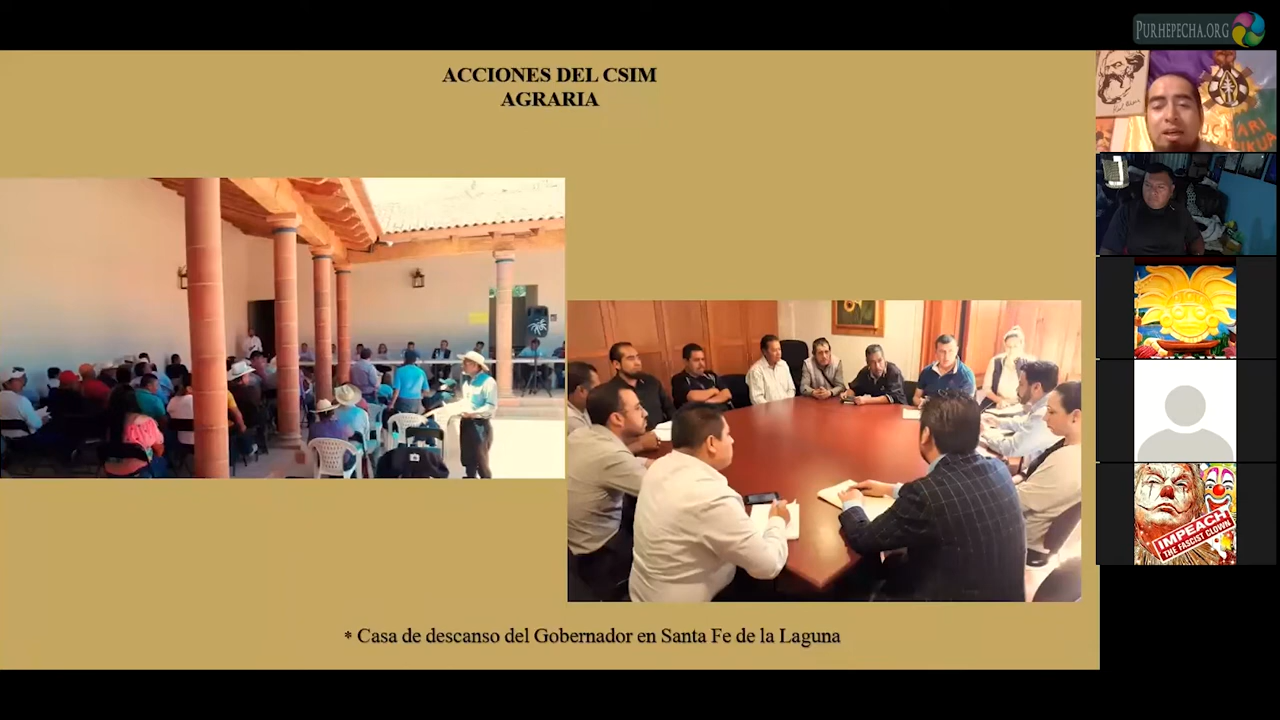 PURHEPECHA.ORG
ACCIONES DEL CSIM
AGRARIA
* Casa de descanso del Gobernador en Santa Fe de la Laguna
IMPEACH
THE FASCIST CLOWN